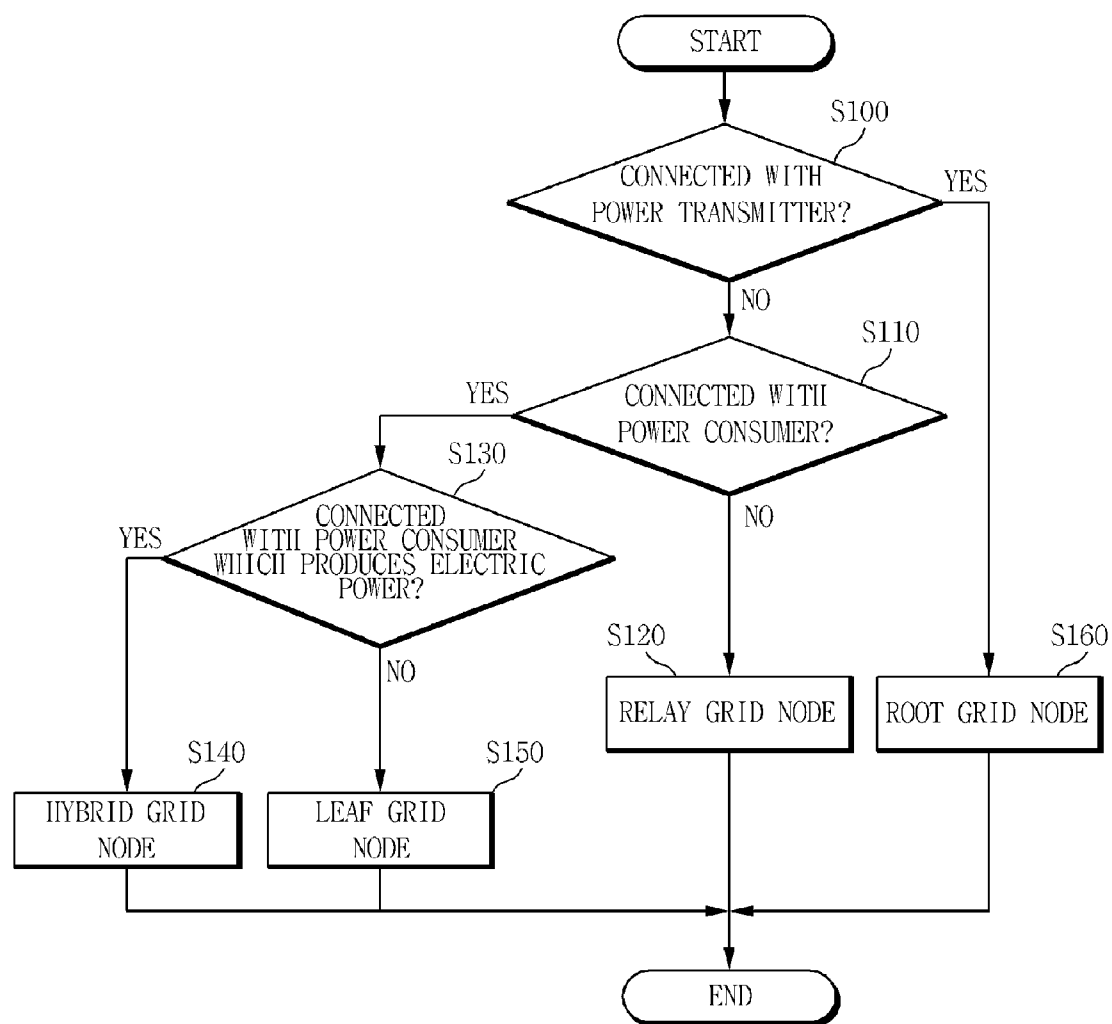 START
S100
CONNECTED WITH
POWER TRANSMITTER?
YES
NO
S110
CONNECTED WITH
POWER CONSUMER?
YES
NO
S130
CONNECTED
WITH POWER CONSUMER
WHICH PRODUCES ELECTRIC
POWER?
YES
NO
S120
RELAY GRID NODE
S160
ROOT GRID NODE
S140
HYBRID GRID
NODE
S150
LEAF GRID
NODE
END